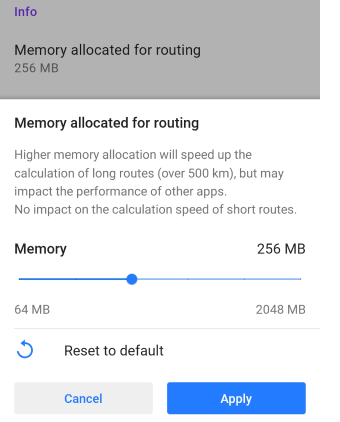 Info
Memory allocated for routing
256 MB
Memory allocated for routing
Higher memory allocation will speed up the
calculation of long routes (over 500 km), but may
impact the performance of other apps.
No impact on the calculation speed of short routes.
Memory 256 MB
64 MB 2048 MB
Reset to default
Cancel Apply